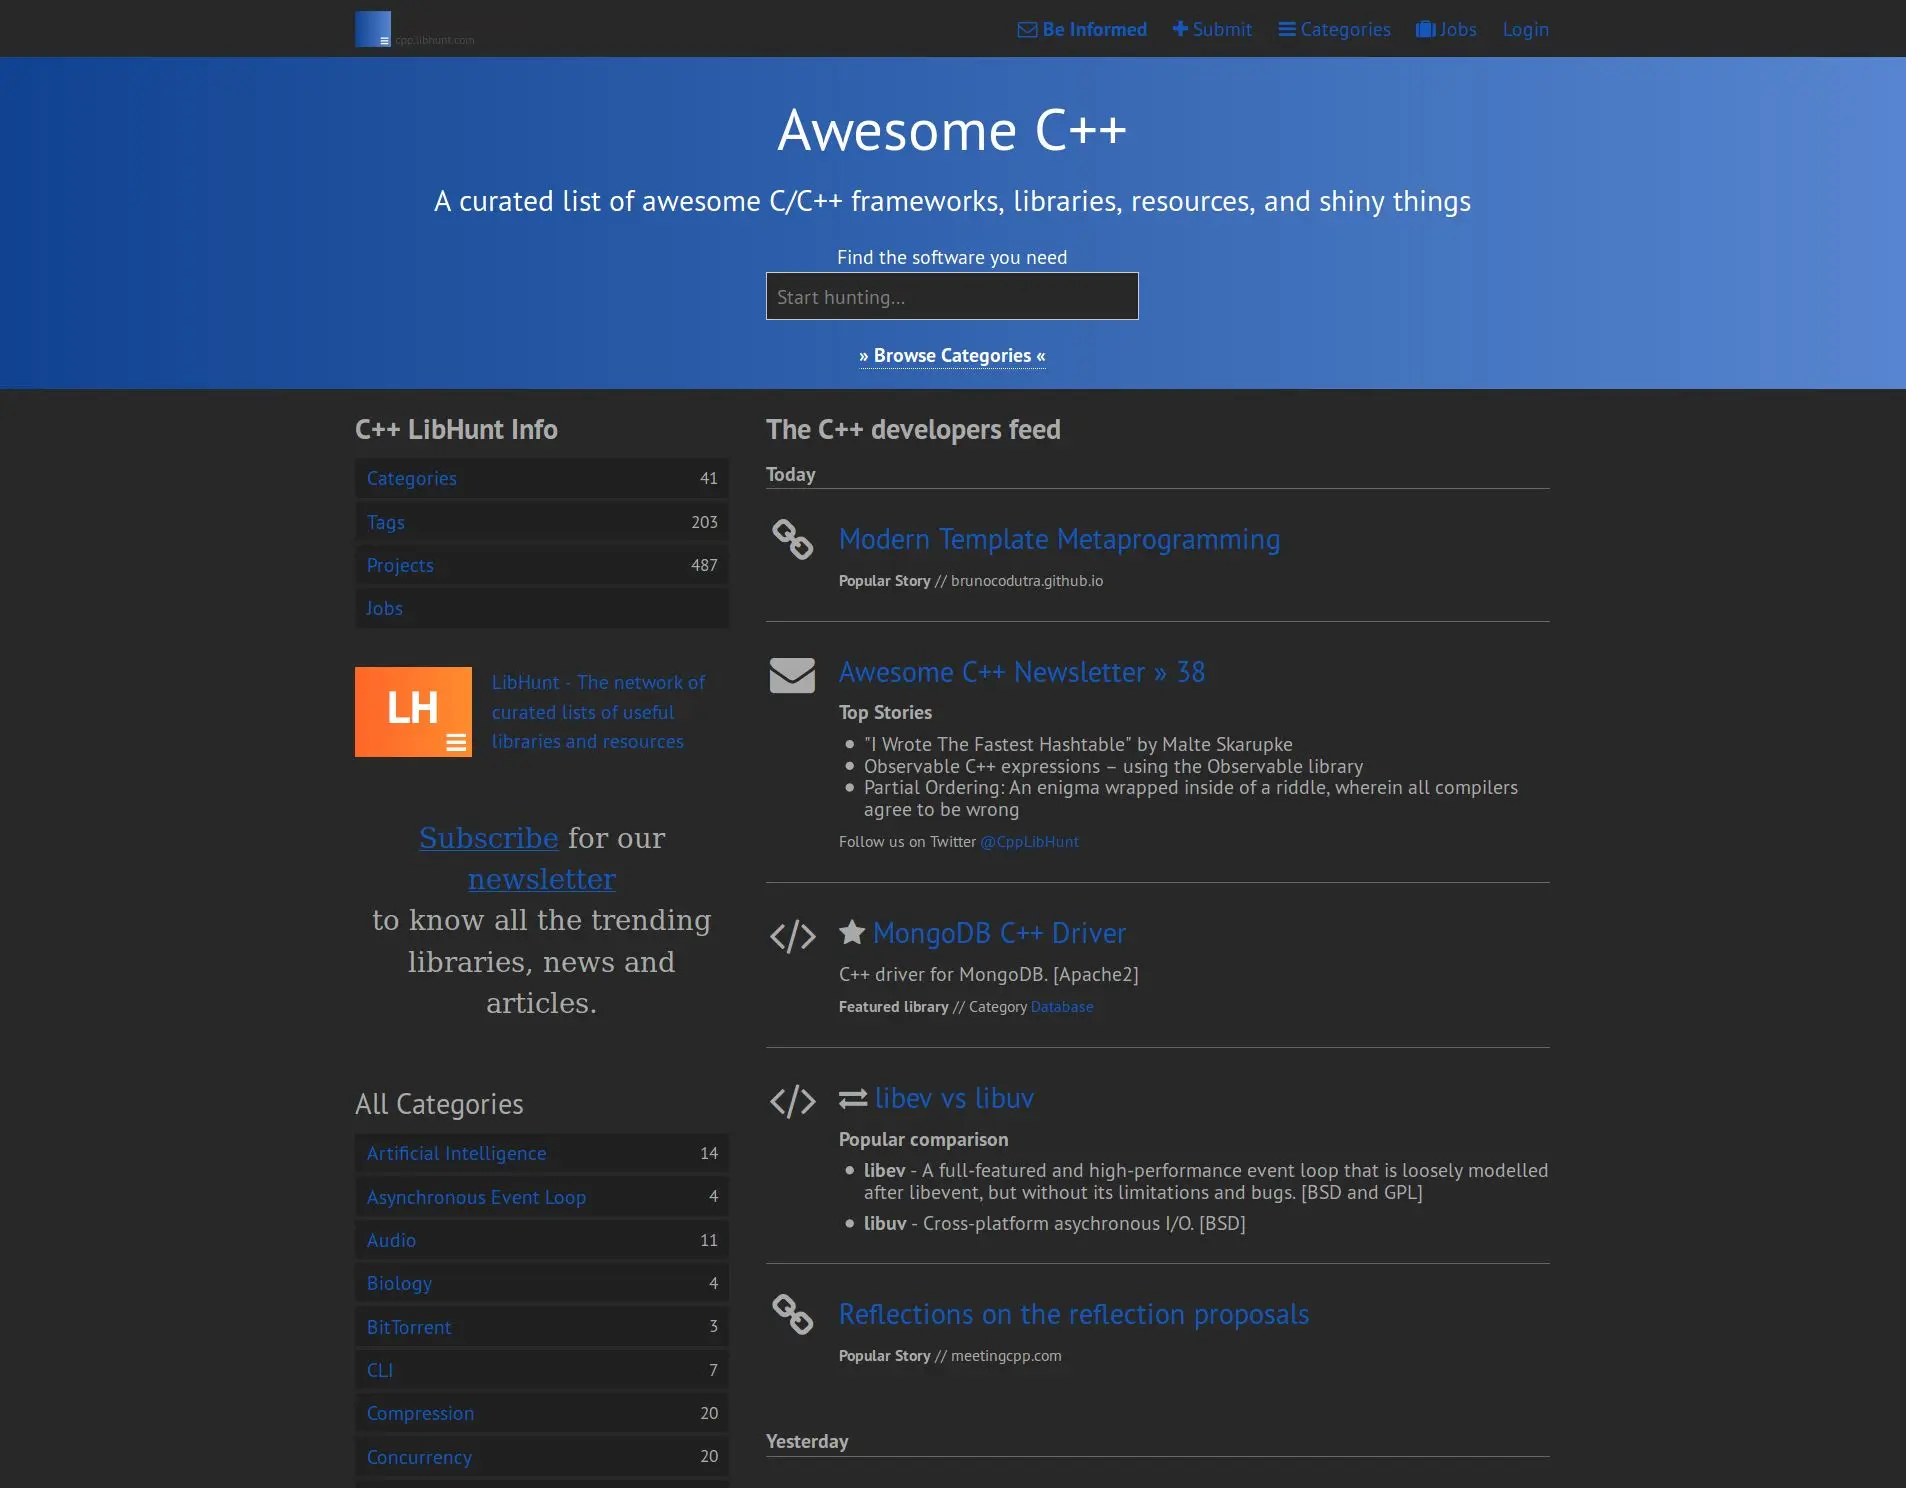 cpp.libhunt.com
Be Informed
Submit
Categories
Jobs
Login
Awesome C++
A curated list of awesome C/C++ frameworks, libraries, resources, and shiny things
Find the software you need
Start hunting...
» Browse Categories «
C++ LibHunt Info
Categories 41
Tags 203
Projects 487
Jobs
LH
LibHunt - The network of
curated lists of useful
libraries and resources
Subscribe for our
newsletter
to know all the trending
libraries, news and
articles.
All Categories
Artificial Intelligence 14
Asynchronous Event Loop 4
Audio 11
Biology 4
BitTorrent 3
CLI 7
Compression 20
Concurrency 20
The C++ developers feed
Today
Modern Template Metaprogramming
Popular Story // brunocodutra.github.io
Awesome C++ Newsletter » 38
Top Stories
"I Wrote The Fastest Hashtable" by Malte Skarupke
Observable C++ expressions – using the Observable library
Partial Ordering: An enigma wrapped inside of a riddle, wherein all compilers
agree to be wrong
Follow us on Twitter @CppLibHunt
MongoDB C++ Driver
C++ driver for MongoDB. [Apache2]
Featured library // Category Database
libev vs libuv
Popular comparison
libev - A full-featured and high-performance event loop that is loosely modelled
after libevent, but without its limitations and bugs. [BSD and GPL]
libuv - Cross-platform asychronous I/O. [BSD]
Reflections on the reflection proposals
Popular Story // meetingcpp.com
Yesterday